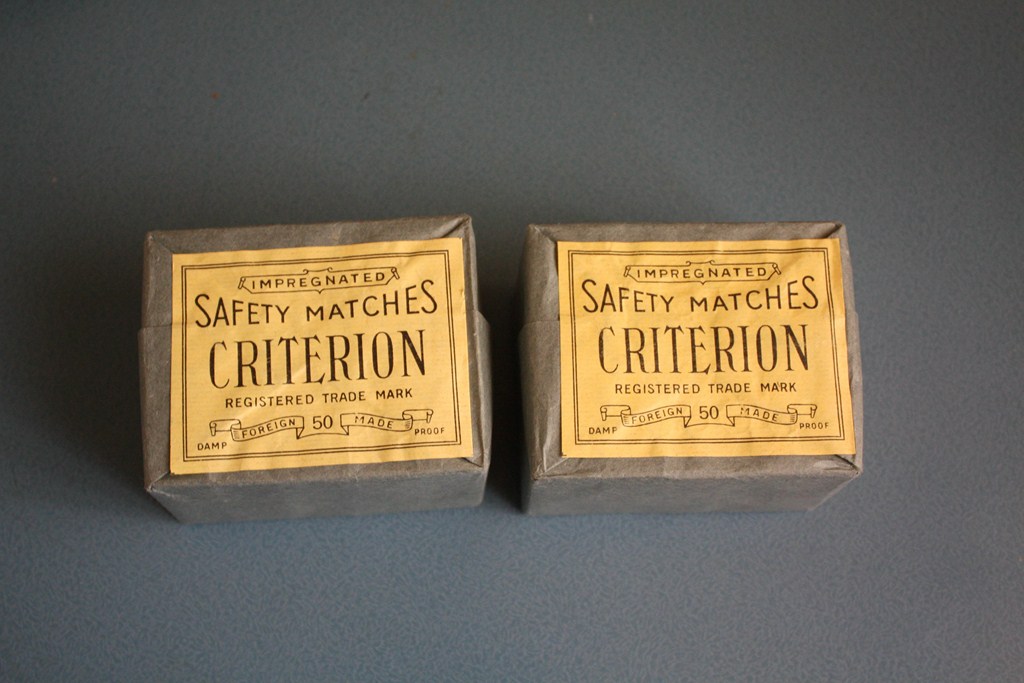 IMPREGNATED
SAFETY MATCHES
CRITERION
REGISTERED TRADE MARK
FOREIGN 50 MADE
DAMP PROOF
IMPREGNATED
SAFETY MATCHES
CRITERION
REGISTERED TRADE MARK
FOREIGN 50 MADE
DAMP PROOF